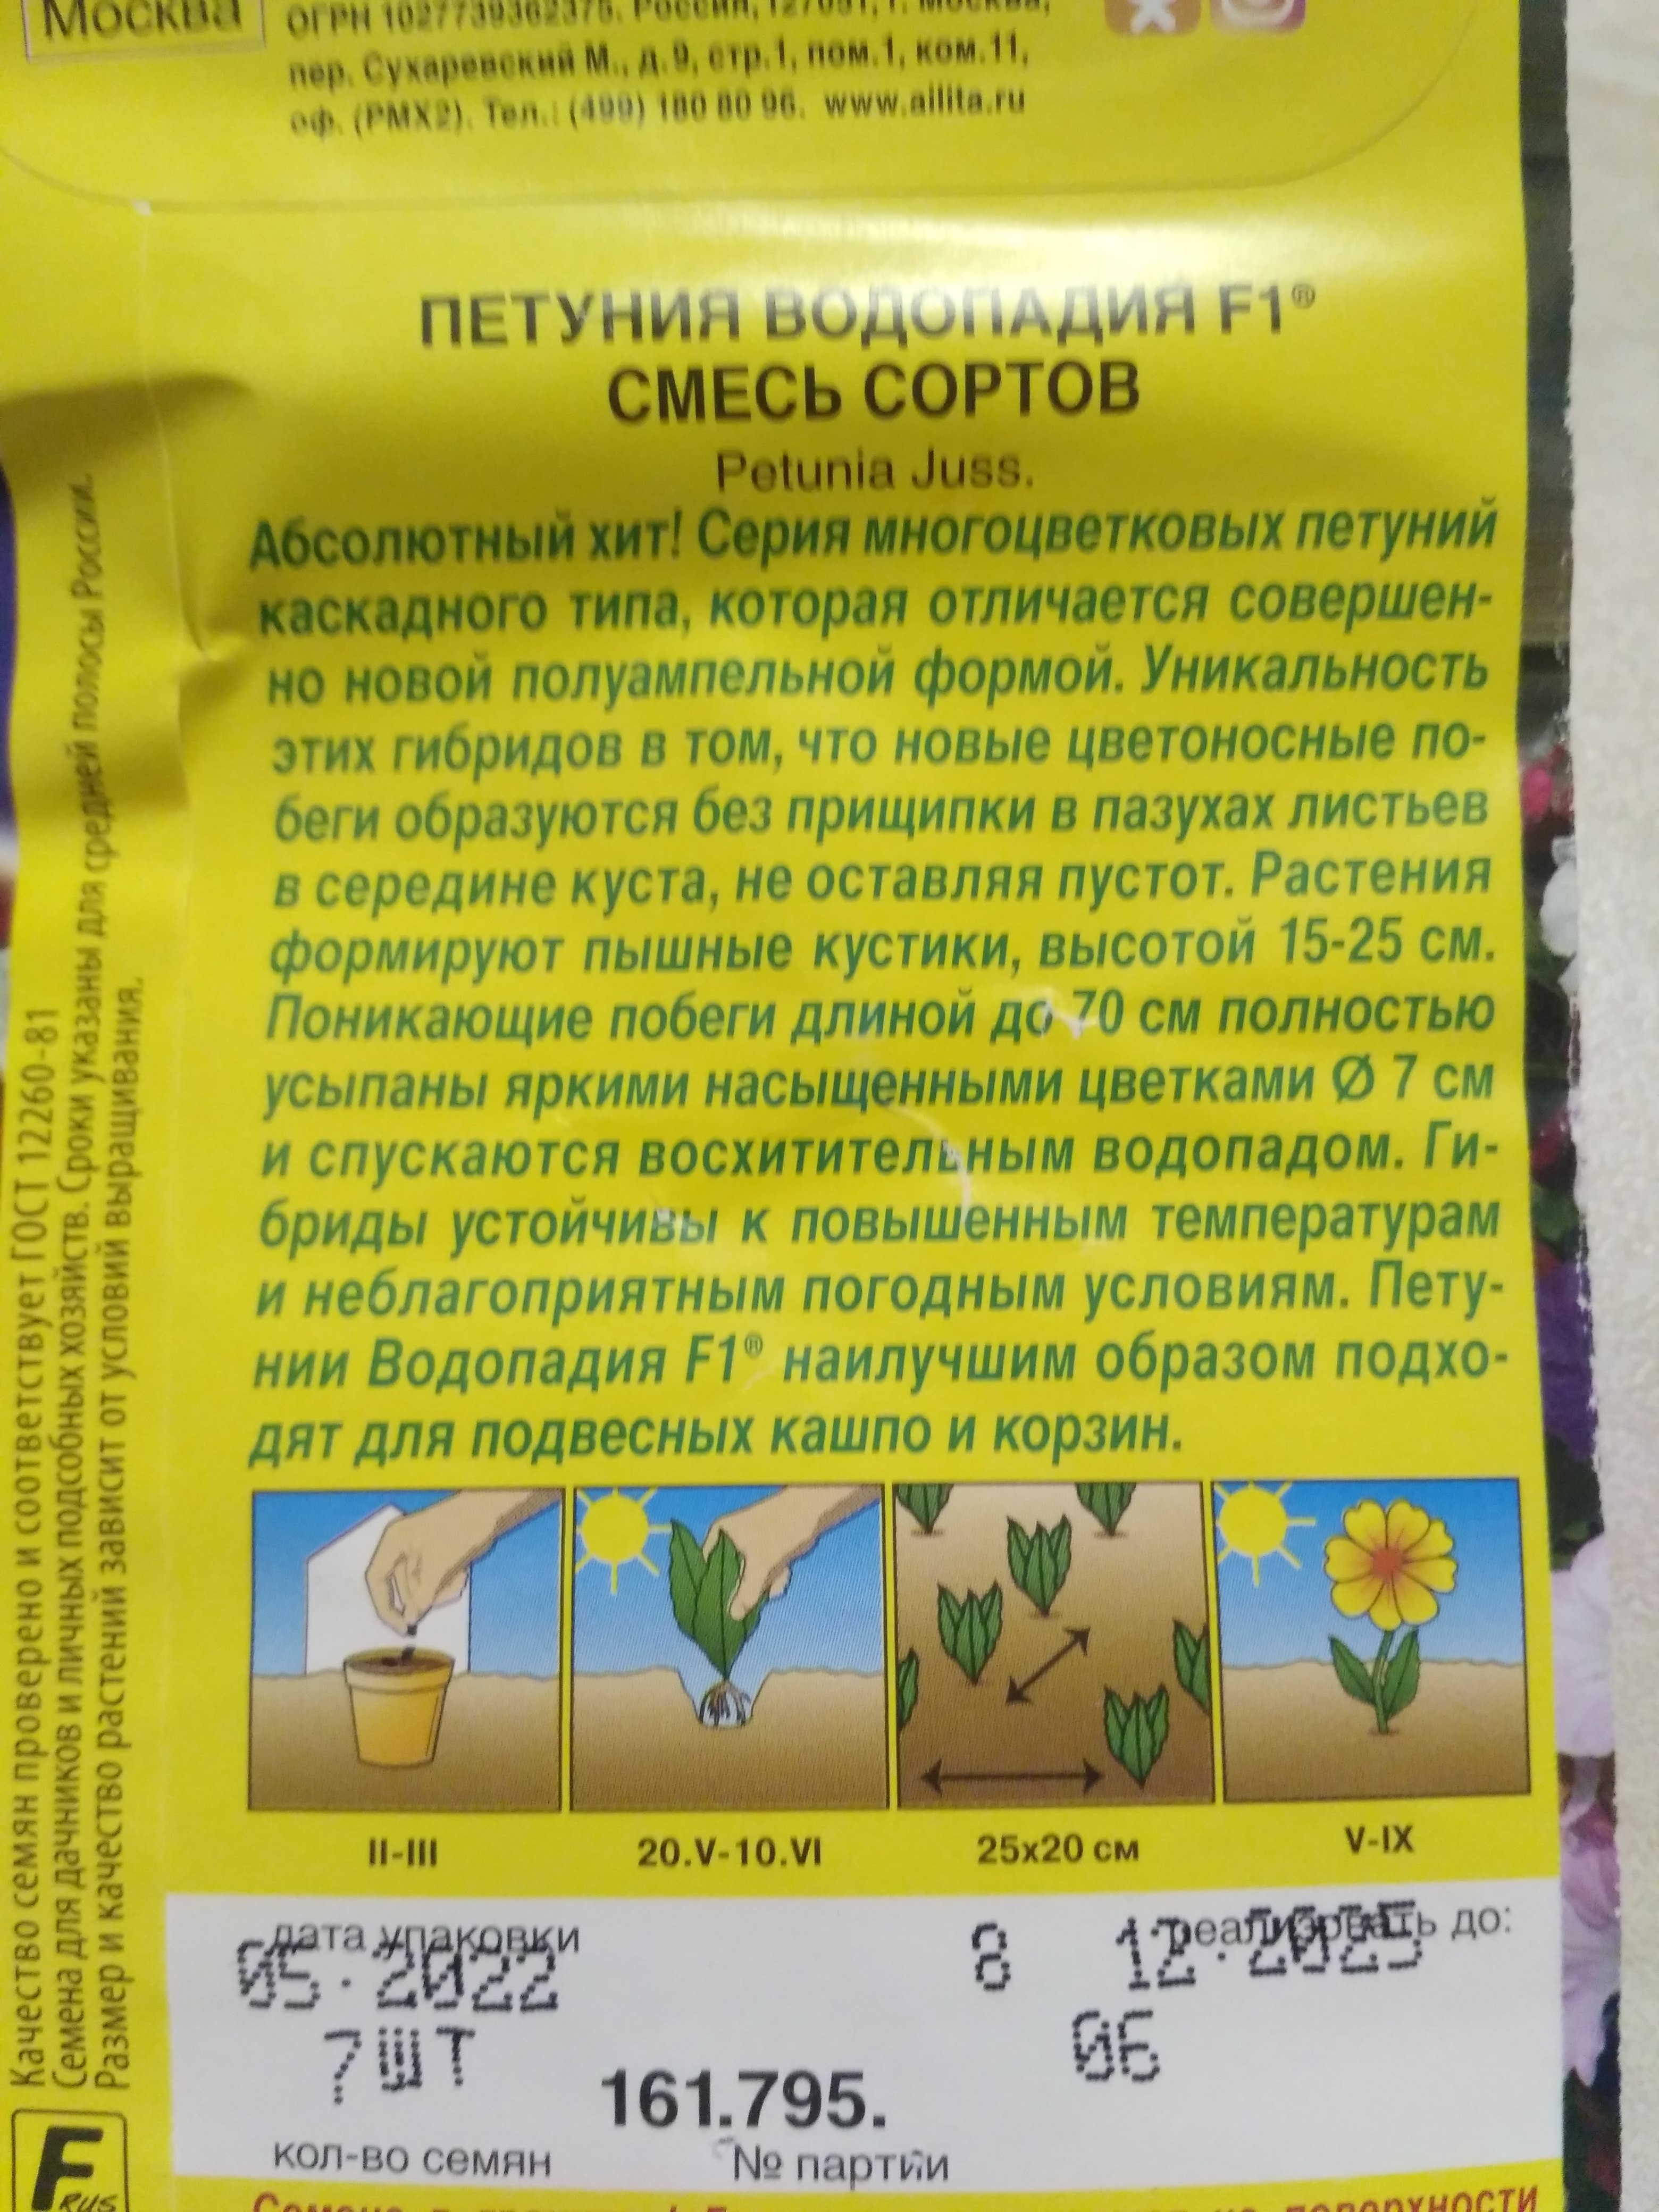 Москва
ОГРН 1027739362375. Россия, 127051, г. Москва,
пер. Сухаревский М., д.9, стр.1, пом.1, ком.11,
оф. (РМХ2). Тел.: (499) 180 80 96. www.ailita.ru
ПЕТУНИЯ ВОДОПАДИЯ F1®
СМЕСЬ СОРТОВ
Petunia Juss.
Абсолютный хит! Серия многоцветковых петуний
каскадного типа, которая отличается совершен-
но новой полуампельной формой. Уникальность
этих гибридов в том, что новые цветоносные по-
беги образуются без прищипки в пазухах листьев
в середине куста, не оставляя пустот. Растения
формируют пышные кустики, высотой 15-25 см.
Поникающие побеги длиной до 70 см полностью
усыпаны яркими насыщенными цветками Ø 7 см
и спускаются восхитительным водопадом. Ги-
бриды устойчивы к повышенным температурам
и неблагоприятным погодным условиям. Пету-
нии Водопадия F1® наилучшим образом подхо-
дят для подвесных кашпо и корзин.
II-III
20.V-10.VI
25x20 см
V-IX
дата упаковки
реализовать до:
05.2022
8
12.2025
7ШТ
06
161.795.
кол-во семян
№ партии
Качество семян проверено и соответствует ГОСТ 12260-81
Семена для дачников и личных подсобных хозяйств. Сроки указаны для средней полосы России.
Размер и качество растений зависит от условий выращивания.
F RUS
поверхности